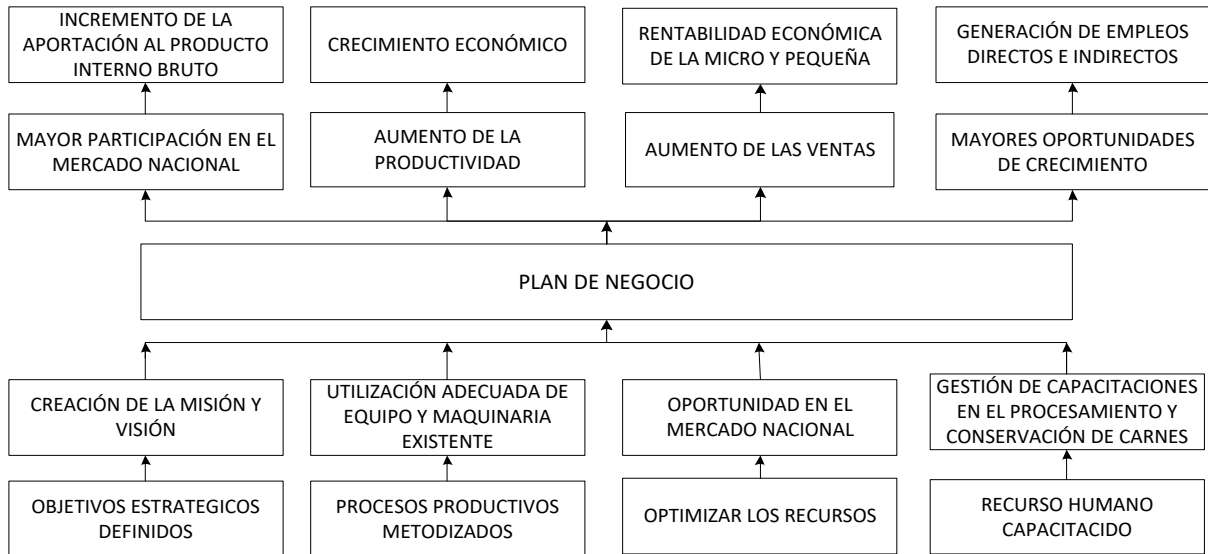 INCREMENTO DE LA
APORTACIÓN AL PRODUCTO
INTERNO BRUTO
CRECIMIENTO ECONÓMICO
RENTABILIDAD ECONÓMICA
DE LA MICRO Y PEQUEÑA
GENERACIÓN DE EMPLEOS
DIRECTOS E INDIRECTOS
MAYOR PARTICIPACIÓN EN EL
MERCADO NACIONAL
AUMENTO DE LA
PRODUCTIVIDAD
AUMENTO DE LAS VENTAS
MAYORES OPORTUNIDADES
DE CRECIMIENTO
PLAN DE NEGOCIO
CREACIÓN DE LA MISIÓN Y
VISIÓN
UTILIZACIÓN ADECUADA DE
EQUIPO Y MAQUINARIA
EXISTENTE
OPORTUNIDAD EN EL
MERCADO NACIONAL
GESTIÓN DE CAPACITACIONES
EN EL PROCESAMIENTO Y
CONSERVACIÓN DE CARNES
OBJETIVOS ESTRATEGICOS
DEFINIDOS
PROCESOS PRODUCTIVOS
METODIZADOS
OPTIMIZAR LOS RECURSOS
RECURSO HUMANO
CAPACITACIDO